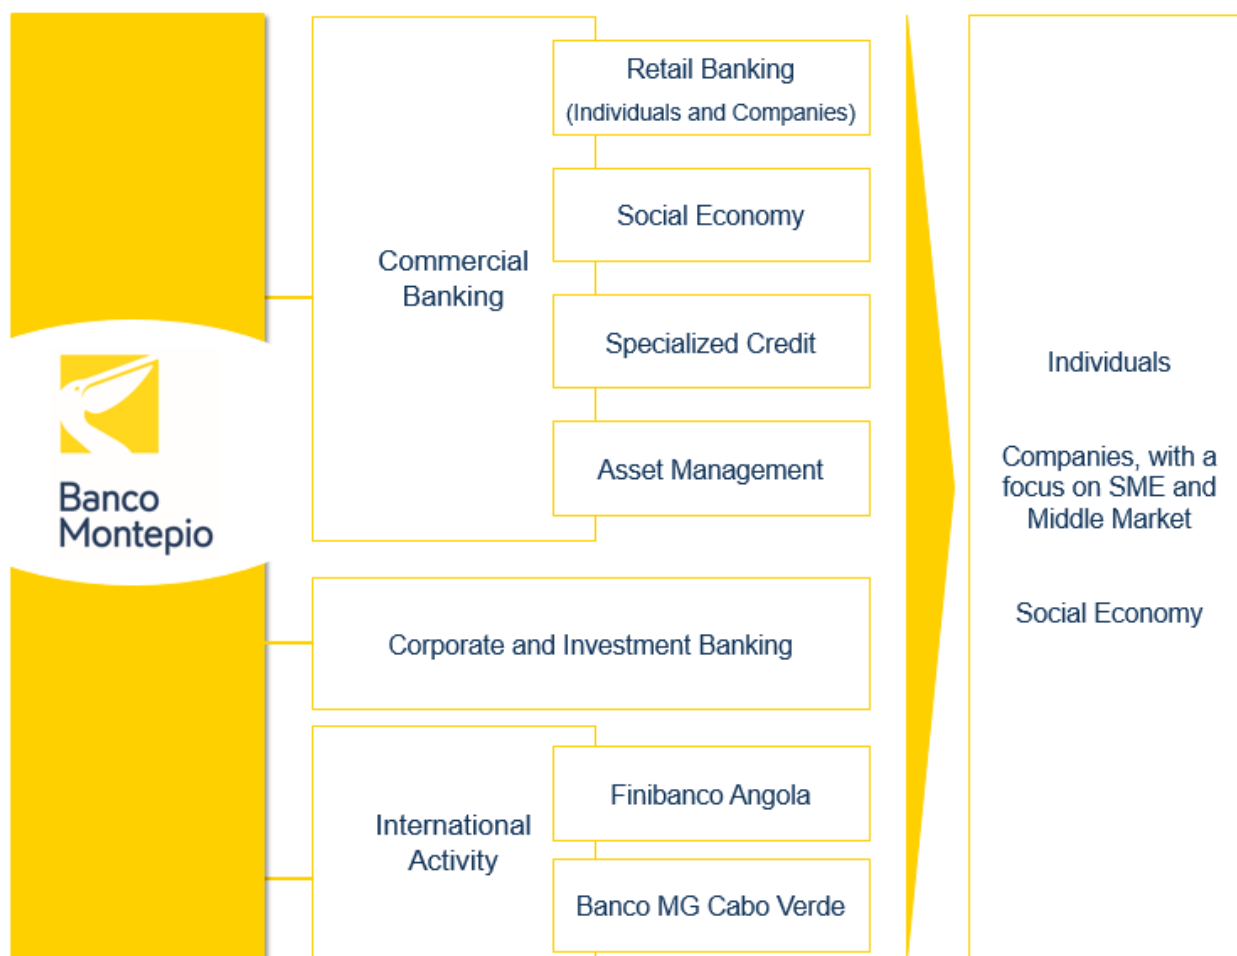 Banco
Montepio
Commercial
Banking
Retail Banking
(Individuals and Companies)
Social Economy
Specialized Credit
Asset Management
Corporate and Investment Banking
International
Activity
Finibanco Angola
Banco MG Cabo Verde
Individuals
Companies, with a
focus on SME and
Middle Market
Social Economy